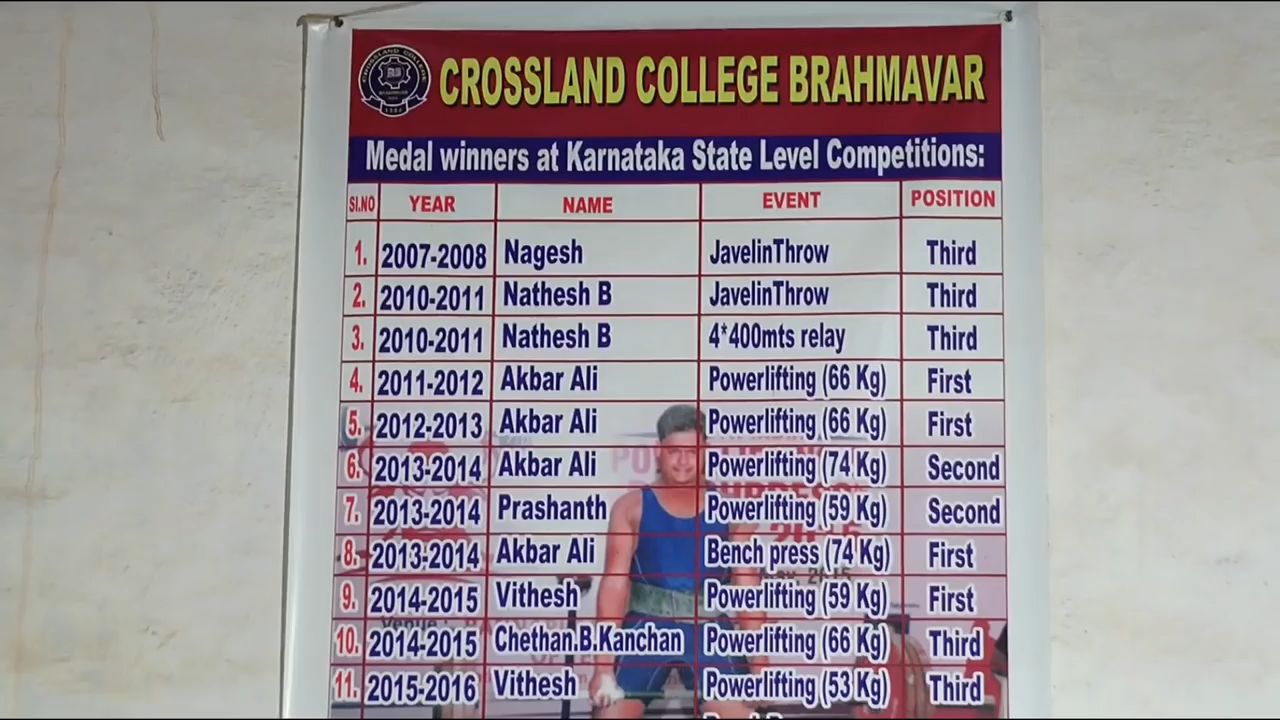 CROSSLAND COLLEGE BRAHMAVAR
Medal winners at Karnataka State Level Competitions:
SI.NO YEAR NAME EVENT POSITION
1. 2007-2008 Nagesh JavelinThrow Third
2. 2010-2011 Nathesh B JavelinThrow Third
3. 2010-2011 Nathesh B 4*400mts relay Third
4. 2011-2012 Akbar Ali Powerlifting (66 Kg) First
5. 2012-2013 Akbar Ali Powerlifting (66 Kg) First
6. 2013-2014 Akbar Ali Powerlifting (74 Kg) Second
7. 2013-2014 Prashanth Powerlifting (59 Kg) Second
8. 2013-2014 Akbar Ali Bench press (74 Kg) First
9. 2014-2015 Vithesh Powerlifting (59 Kg) First
10. 2014-2015 Chethan.B.Kanchan Powerlifting (66 Kg) Third
11. 2015-2016 Vithesh Powerlifting (53 Kg) Third